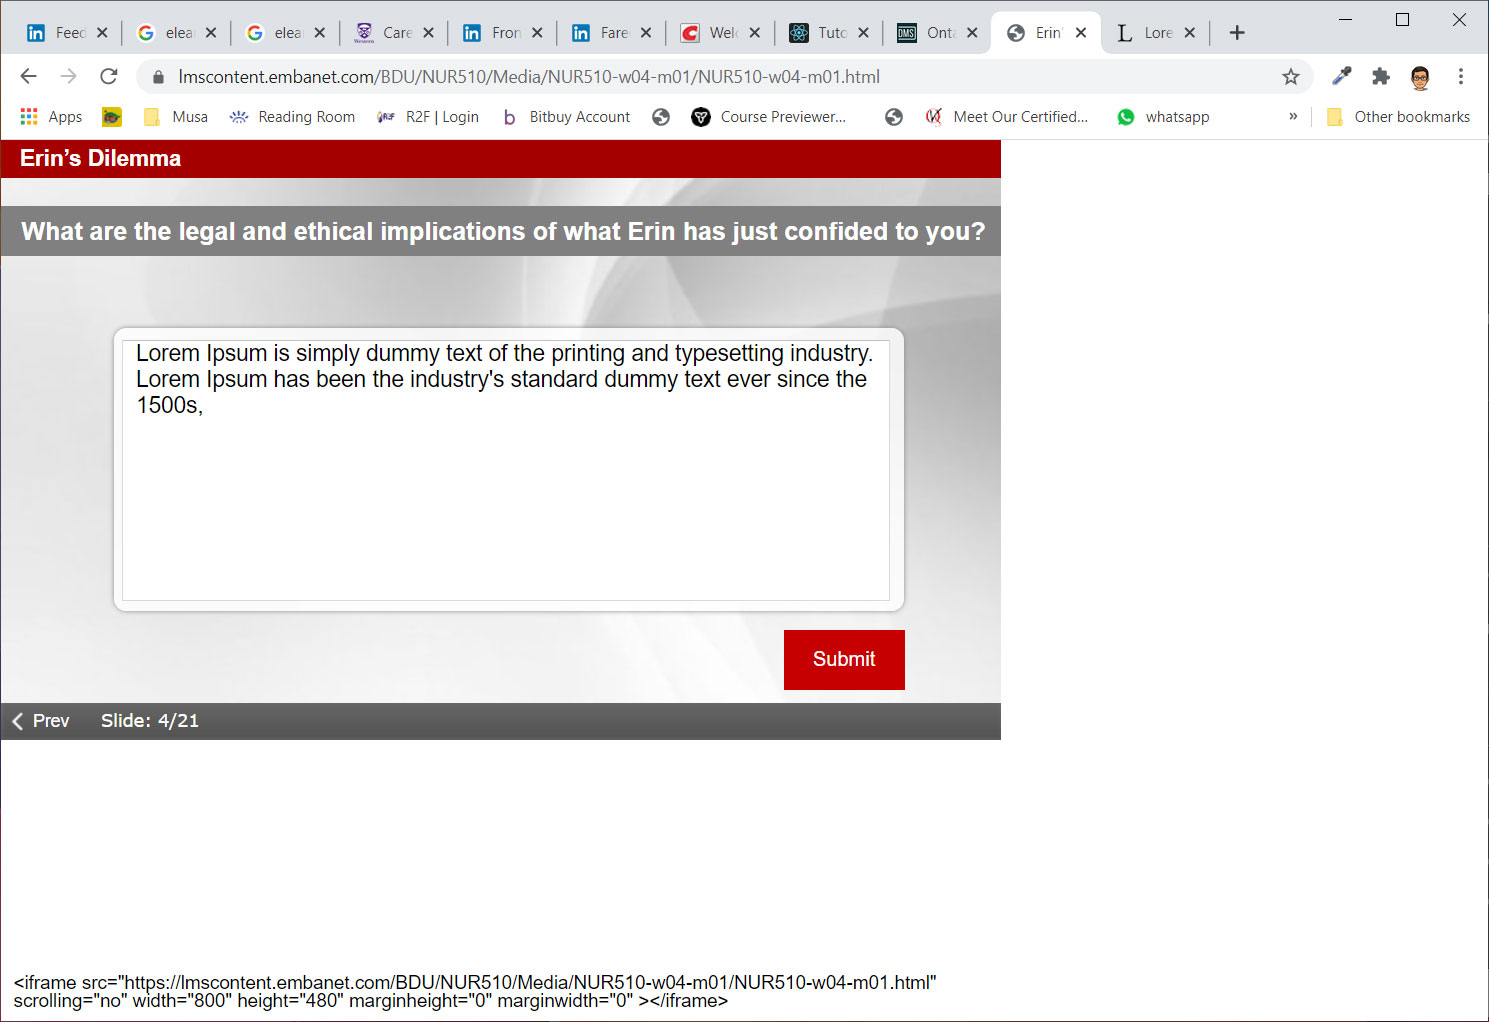 Feed
elea
elea
Care
Fron
Fare
Welc
Tuto
Onta
Erin'
Lore
lmscontent.embanet.com/BDU/NUR510/Media/NUR510-w04-m01/NUR510-w04-m01.html
Apps
Musa
Reading Room
R2F | Login
Bitbuy Account
Course Previewer...
Meet Our Certified...
whatsapp
»
Other bookmarks
Erin’s Dilemma
What are the legal and ethical implications of what Erin has just confided to you?
Lorem Ipsum is simply dummy text of the printing and typesetting industry.
Lorem Ipsum has been the industry's standard dummy text ever since the
1500s,
Submit
Prev Slide: 4/21
<iframe src="https://lmscontent.embanet.com/BDU/NUR510/Media/NUR510-w04-m01/NUR510-w04-m01.html"
scrolling="no" width="800" height="480" marginheight="0" marginwidth="0" ></iframe>